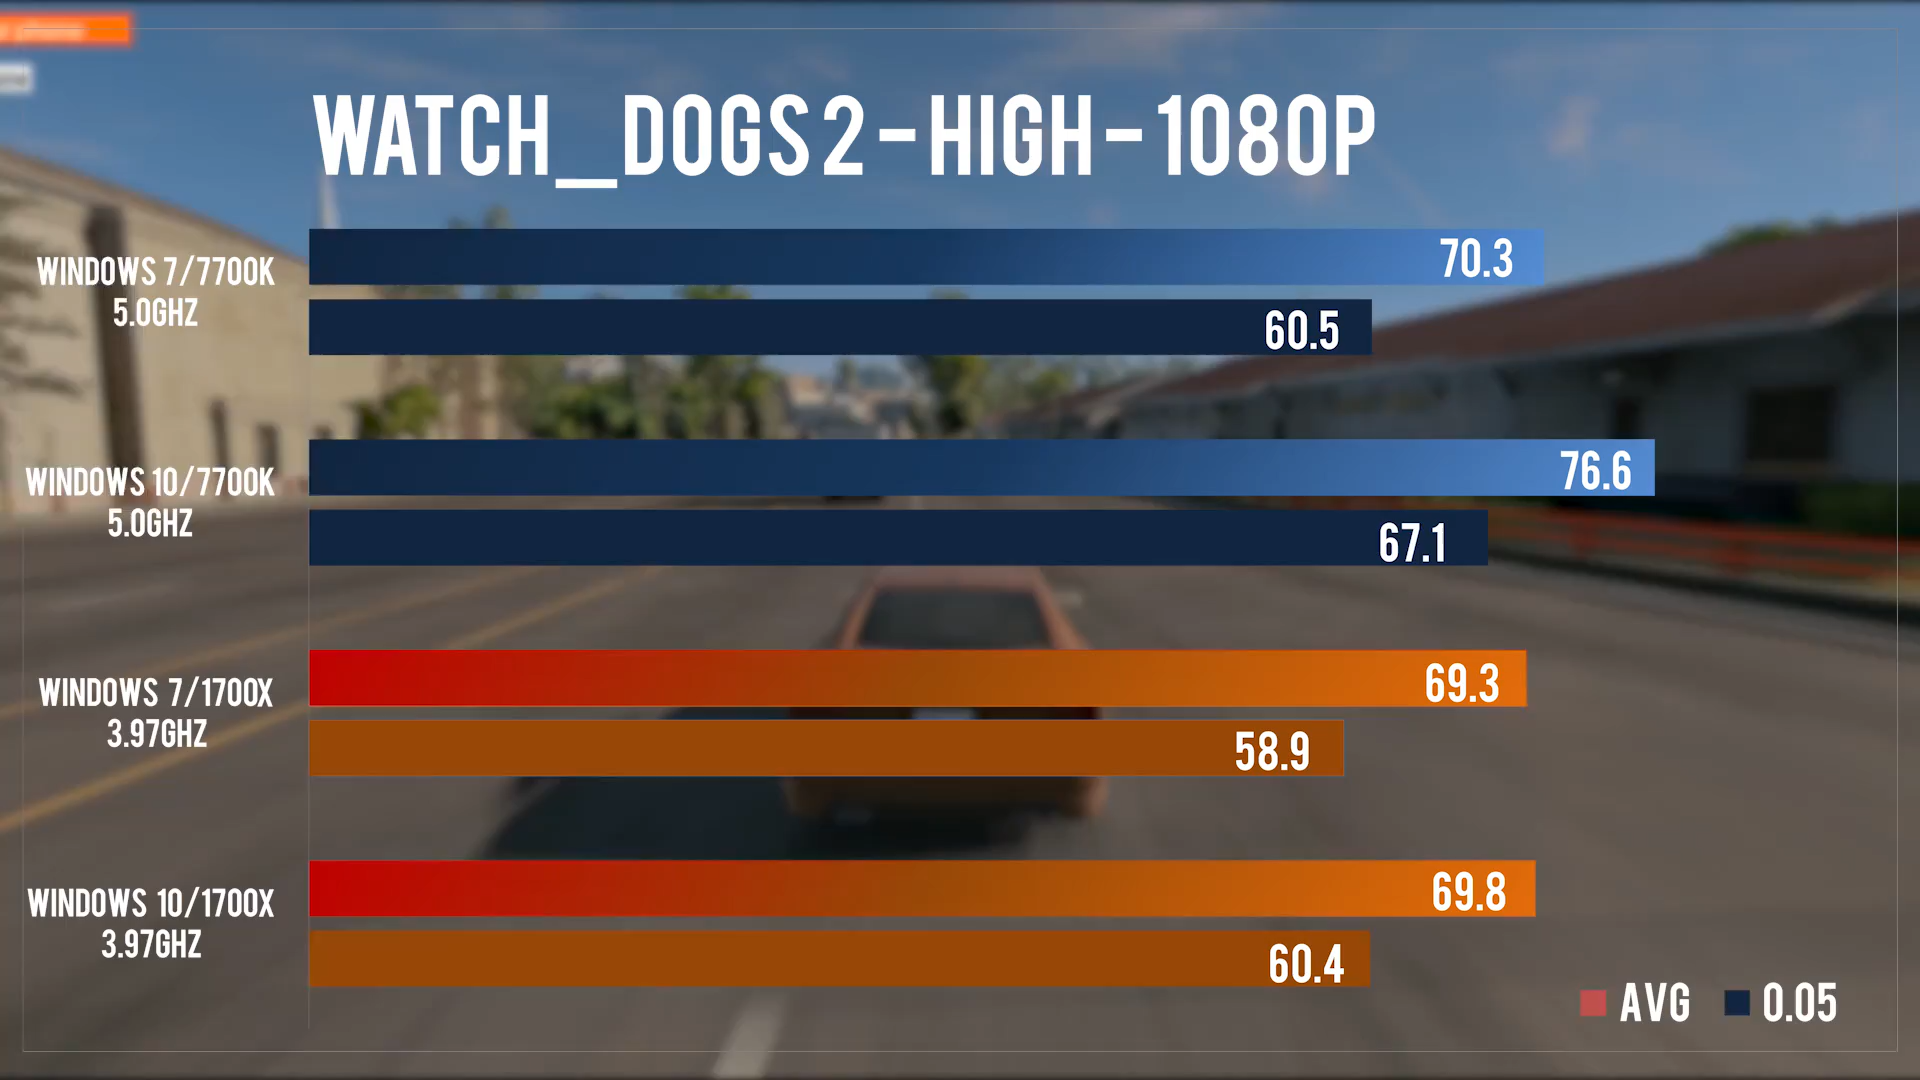 WATCH_DOGS 2 – HIGH – 1080P
WINDOWS 7/7700K
5.0GHZ
70.3
60.5
WINDOWS 10/7700K
5.0GHZ
76.6
67.1
WINDOWS 7/1700X
3.97GHZ
69.3
58.9
WINDOWS 10/1700X
3.97GHZ
69.8
60.4
AVG 0.05